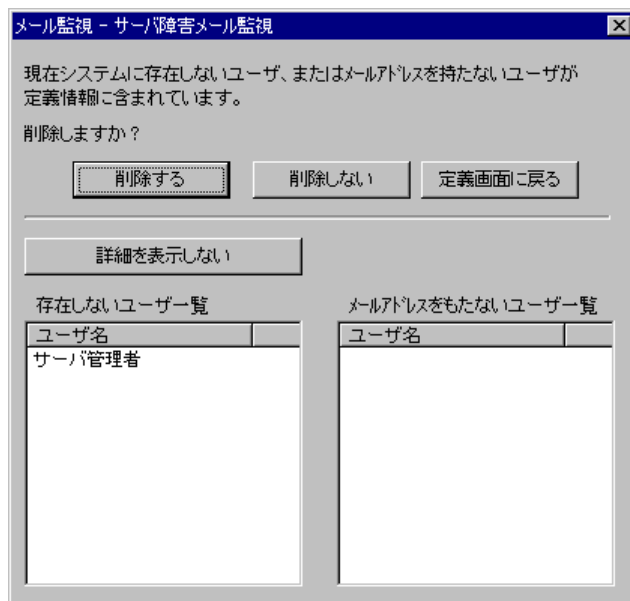 メール監視 - サーバ障害メール監視
現在システムに存在しないユーザ、またはメールアドレスを持たないユーザが
定義情報に含まれています。
削除しますか？
削除する 削除しない 定義画面に戻る
詳細を表示しない
存在しないユーザ一覧 メールアドレスをもたないユーザ一覧
ユーザ名 ユーザ名
サーバ管理者